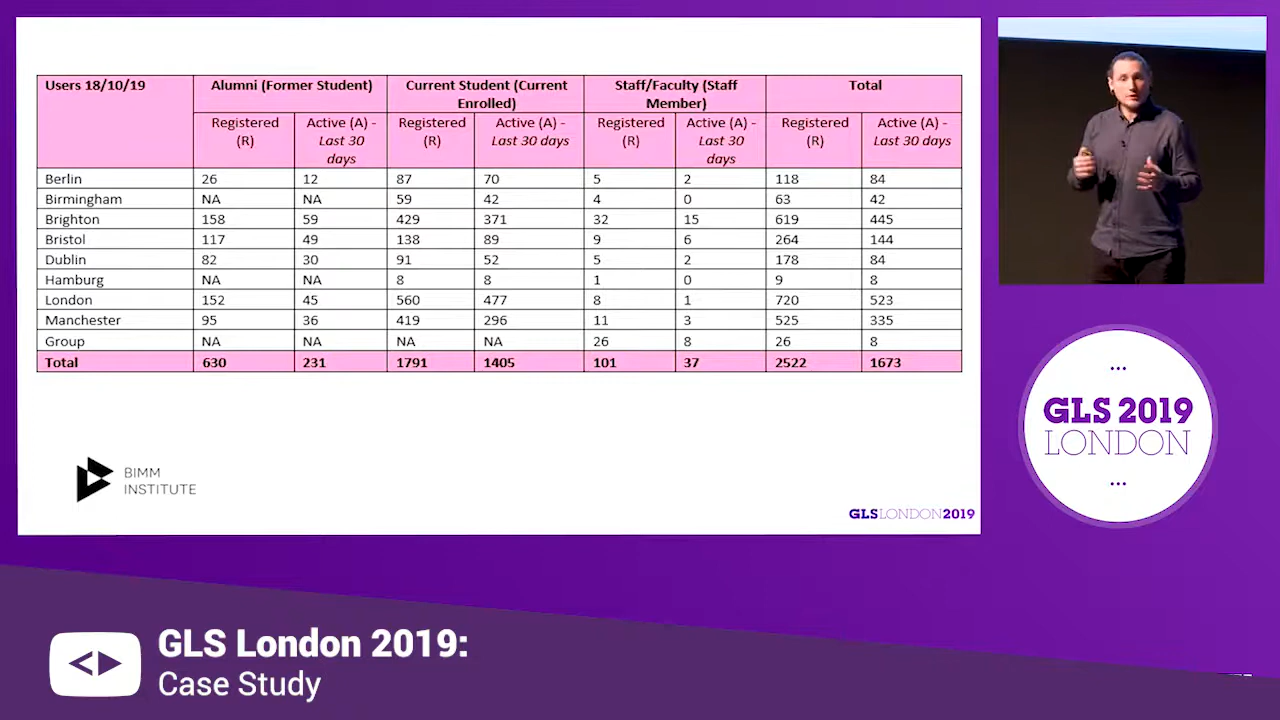 Users 18/10/19 Alumni (Former Student) Current Student (Current Enrolled) Staff/Faculty (Staff Member) Total
Registered (R) Active (A) - Last 30 days Registered (R) Active (A) - Last 30 days Registered (R) Active (A) - Last 30 days Registered (R) Active (A) - Last 30 days
Berlin 26 12 87 70 5 2 118 84
Birmingham NA NA 59 42 4 0 63 42
Brighton 158 59 429 371 32 15 619 445
Bristol 117 49 138 89 9 6 264 144
Dublin 82 30 91 52 5 2 178 84
Hamburg NA NA 8 8 1 0 9 8
London 152 45 560 477 8 1 720 523
Manchester 95 36 419 296 11 3 525 335
Group NA NA NA NA 26 8 26 8
Total 630 231 1791 1405 101 37 2522 1673
BIMM
INSTITUTE
GLSLONDON2019
...
GLS 2019
LONDON
...
GLS London 2019:
Case Study